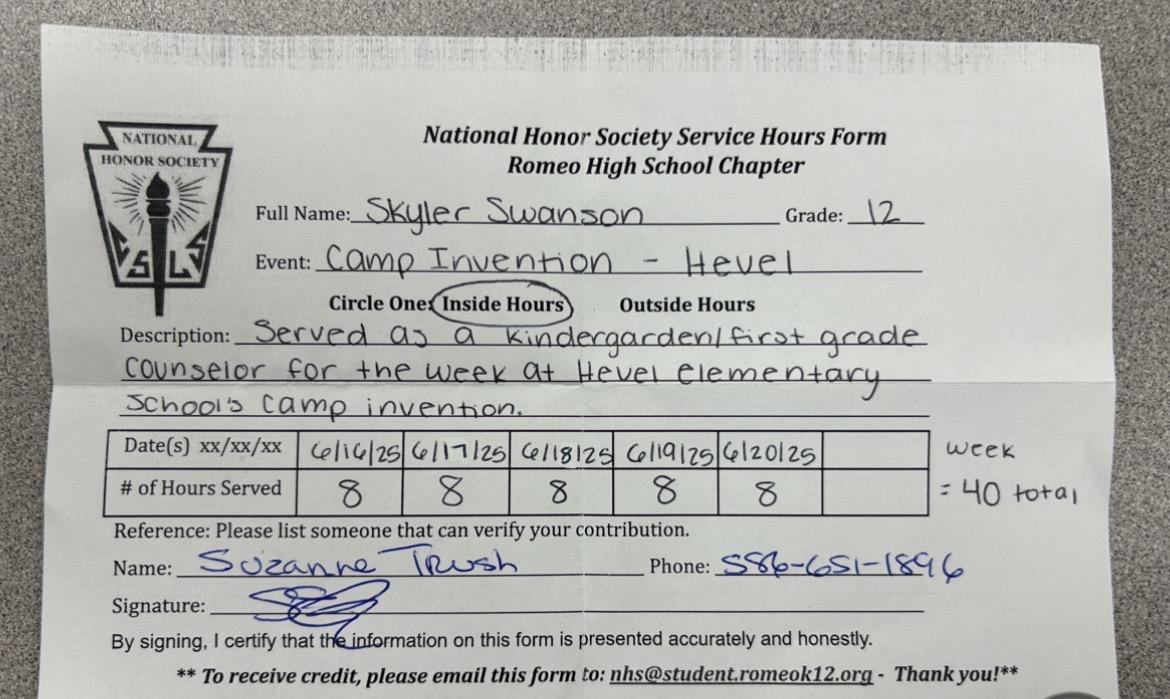 NATIONAL
HONOR SOCIETY
C S L S
National Honor Society Service Hours Form
Romeo High School Chapter
Full Name: Skyler Swanson Grade: 12
Event: Camp Invention - Hevel
Circle One: Inside Hours Outside Hours
Description: Served as a kindergarden/first grade
counselor for the week at Hevel Elementary
School's camp invention.
Date(s) xx/xx/xx 6/16/25 6/17/25 6/18/25 6/19/25 6/20/25 week
# of Hours Served 8 8 8 8 8 = 40 total
Reference: Please list someone that can verify your contribution.
Name: Suzanne Trush Phone: 586-651-1896
Signature:
By signing, I certify that the information on this form is presented accurately and honestly.
** To receive credit, please email this form to: nhs@student.romeok12.org - Thank you!**